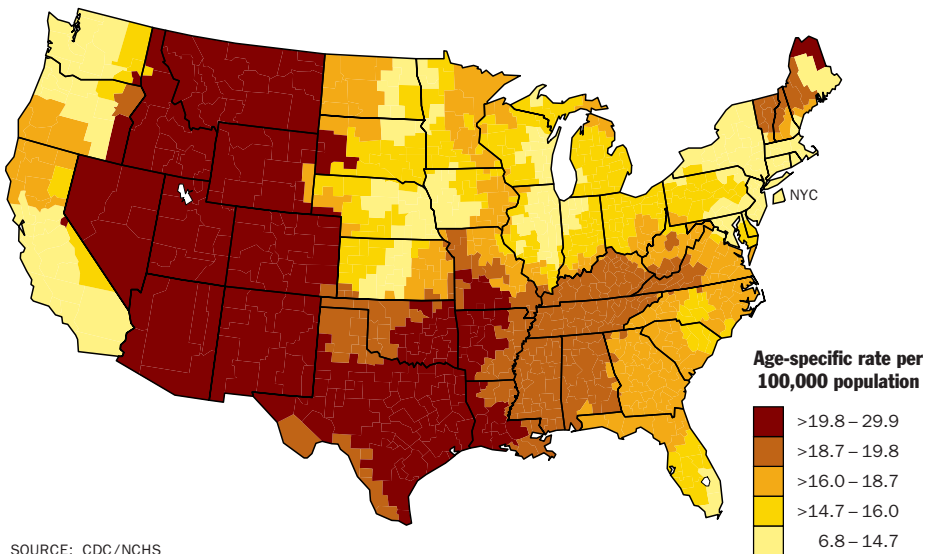 NYC
Age-specific rate per
100,000 population
>19.8 – 29.9
>18.7 – 19.8
>16.0 – 18.7
>14.7 – 16.0
6.8 – 14.7
SOURCE: CDC/NCHS